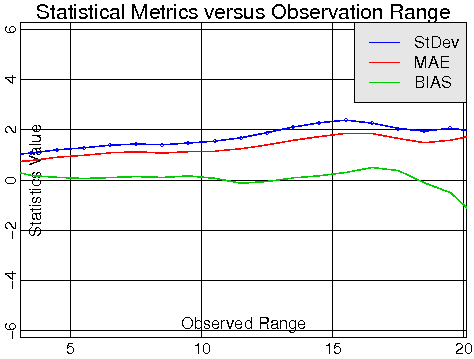 Statistical Metrics versus Observation Range
StDev
MAE
BIAS
6
4
2
0
−2
−4
−6
Statistics Value
Observed Range
5
10
15
20